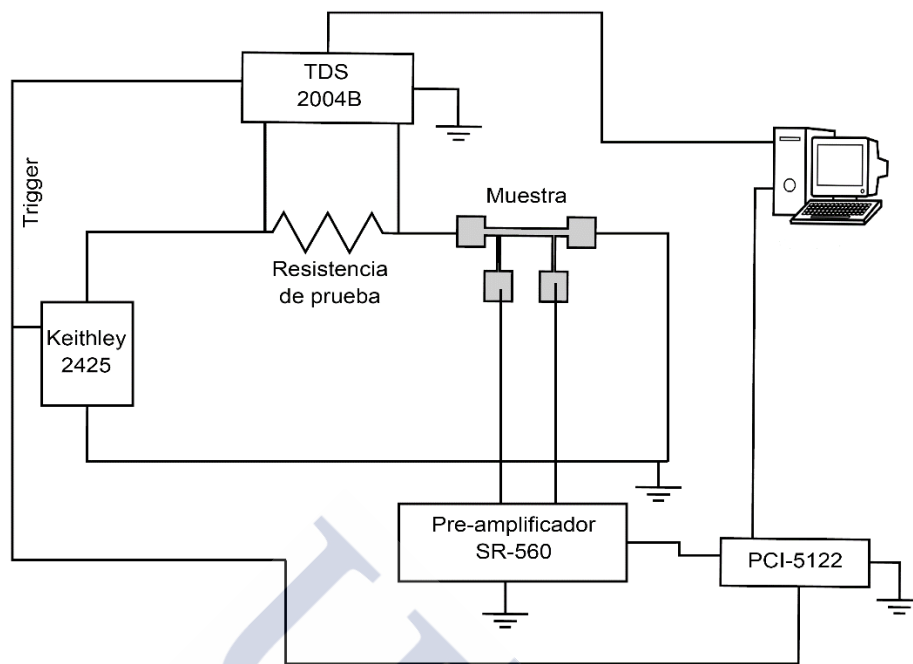 TDS
2004B
Trigger
Muestra
Resistencia
de prueba
Keithley
2425
Pre-amplificador
SR-560
PCI-5122